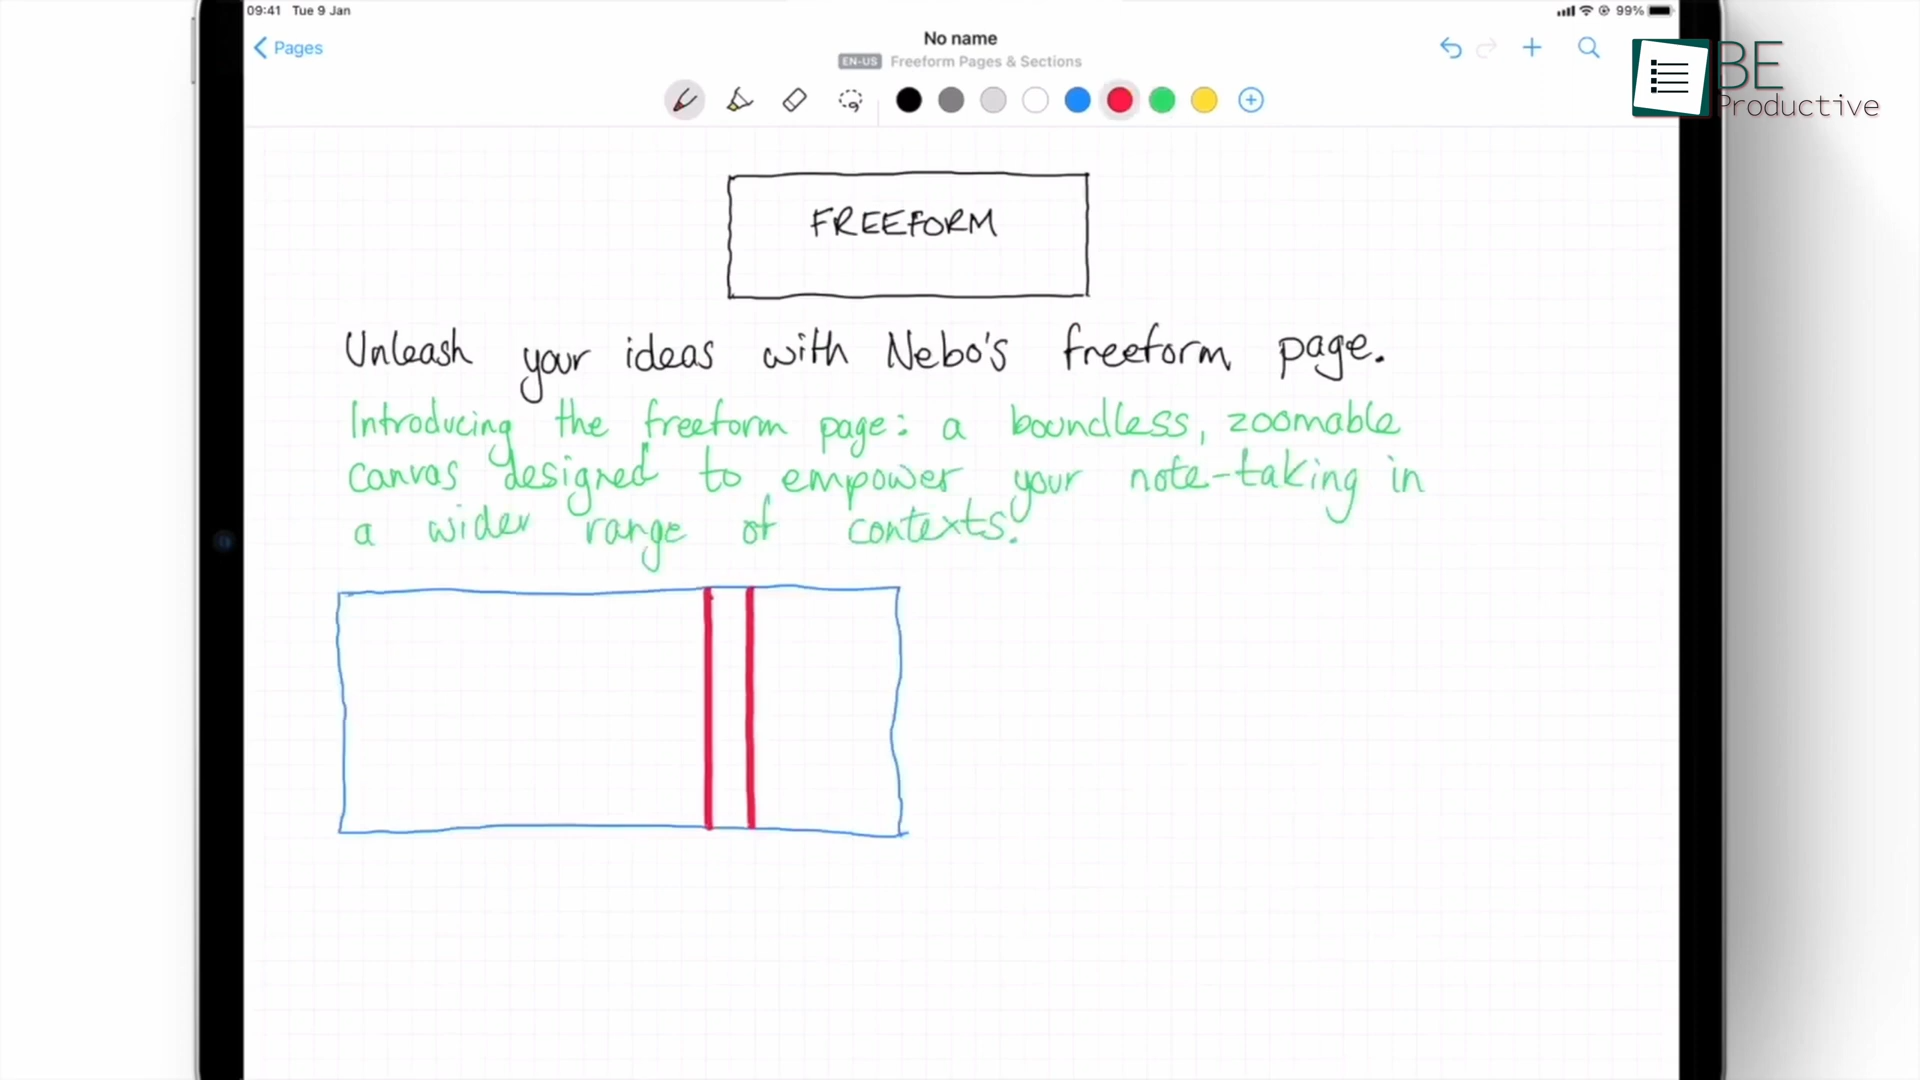 09:41 Tue 9 Jan
99%
Pages
No name
EN-US Freeform Pages & Sections
BE
Productive
FREEFORM
Unleash your ideas with Nebo's freeform page.
Introducing the freeform page: a boundless, zoomable
canvas designed to empower your note-taking in
a wider range of contexts.